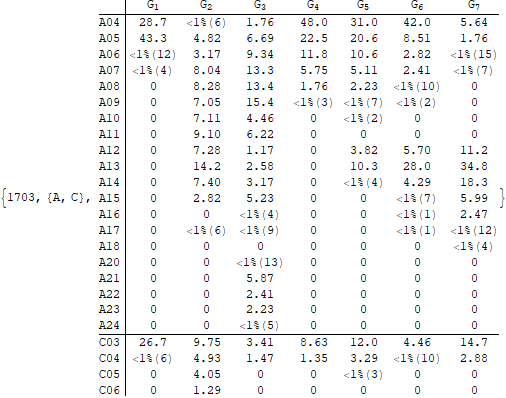 G1 G2 G3 G4 G5 G6 G7
A04 28.7 <1%(6) 1.76 48.0 31.0 42.0 5.64
A05 43.3 4.82 6.69 22.5 20.6 8.51 1.76
A06 <1%(12) 3.17 9.34 11.8 10.6 2.82 <1%(15)
A07 <1%(4) 8.04 13.3 5.75 5.11 2.41 <1%(7)
A08 0 8.28 13.4 1.76 2.23 <1%(10) 0
A09 0 7.05 15.4 <1%(3) <1%(7) <1%(2) 0
A10 0 7.11 4.46 0 <1%(2) 0 0
A11 0 9.10 6.22 0 0 0 0
A12 0 7.28 1.17 0 3.82 5.70 11.2
A13 0 14.2 2.58 0 10.3 28.0 34.8
A14 0 7.40 3.17 0 <1%(4) 4.29 18.3
{1703, {A, C}, A15 0 2.82 5.23 0 0 <1%(7) 5.99 }
A16 0 0 <1%(4) 0 0 <1%(1) 2.47
A17 0 <1%(6) <1%(9) 0 0 <1%(1) <1%(12)
A18 0 0 0 0 0 0 <1%(4)
A20 0 0 <1%(13) 0 0 0 0
A21 0 0 5.87 0 0 0 0
A22 0 0 2.41 0 0 0 0
A23 0 0 2.23 0 0 0 0
A24 0 0 <1%(5) 0 0 0 0
C03 26.7 9.75 3.41 8.63 12.0 4.46 14.7
C04 <1%(6) 4.93 1.47 1.35 3.29 <1%(10) 2.88
C05 0 4.05 0 0 <1%(3) 0 0
C06 0 1.29 0 0 0 0 0